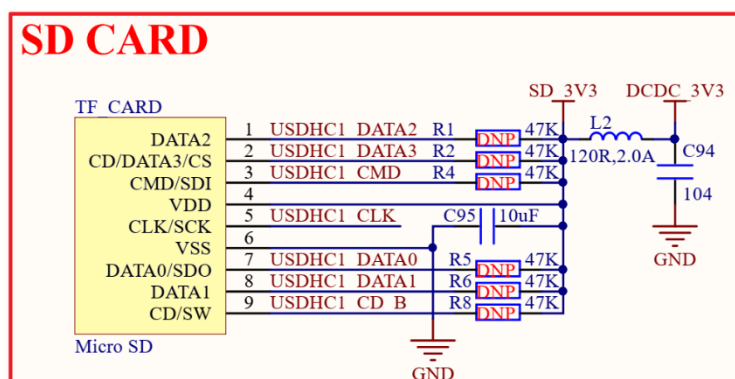 SD CARD
SD_3V3 DCDC_3V3
TF_CARD
L2
120R,2.0A
C94
104
GND
DATA2 1 USDHC1_DATA2 R1 DNP 47K
CD/DATA3/CS 2 USDHC1_DATA3 R2 DNP 47K
CMD/SDI 3 USDHC1_CMD R4 DNP 47K
VDD 4
CLK/SCK 5 USDHC1_CLK C95 10uF
VSS 6
DATA0/SDO 7 USDHC1_DATA0 R5 DNP 47K
DATA1 8 USDHC1_DATA1 R6 DNP 47K
CD/SW 9 USDHC1_CD_B R8 DNP 47K
Micro SD
GND